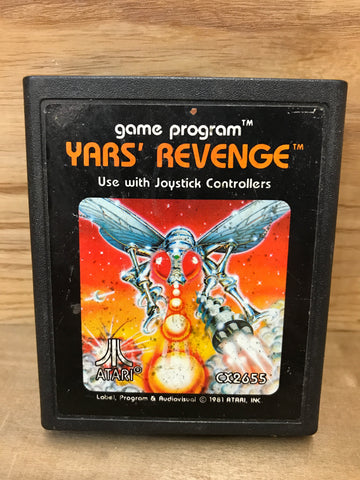 game program™
YARS' REVENGE™
Use with Joystick Controllers
ATARI®
CX2655
Label, Program & Audiovisual © 1981 ATARI, INC.